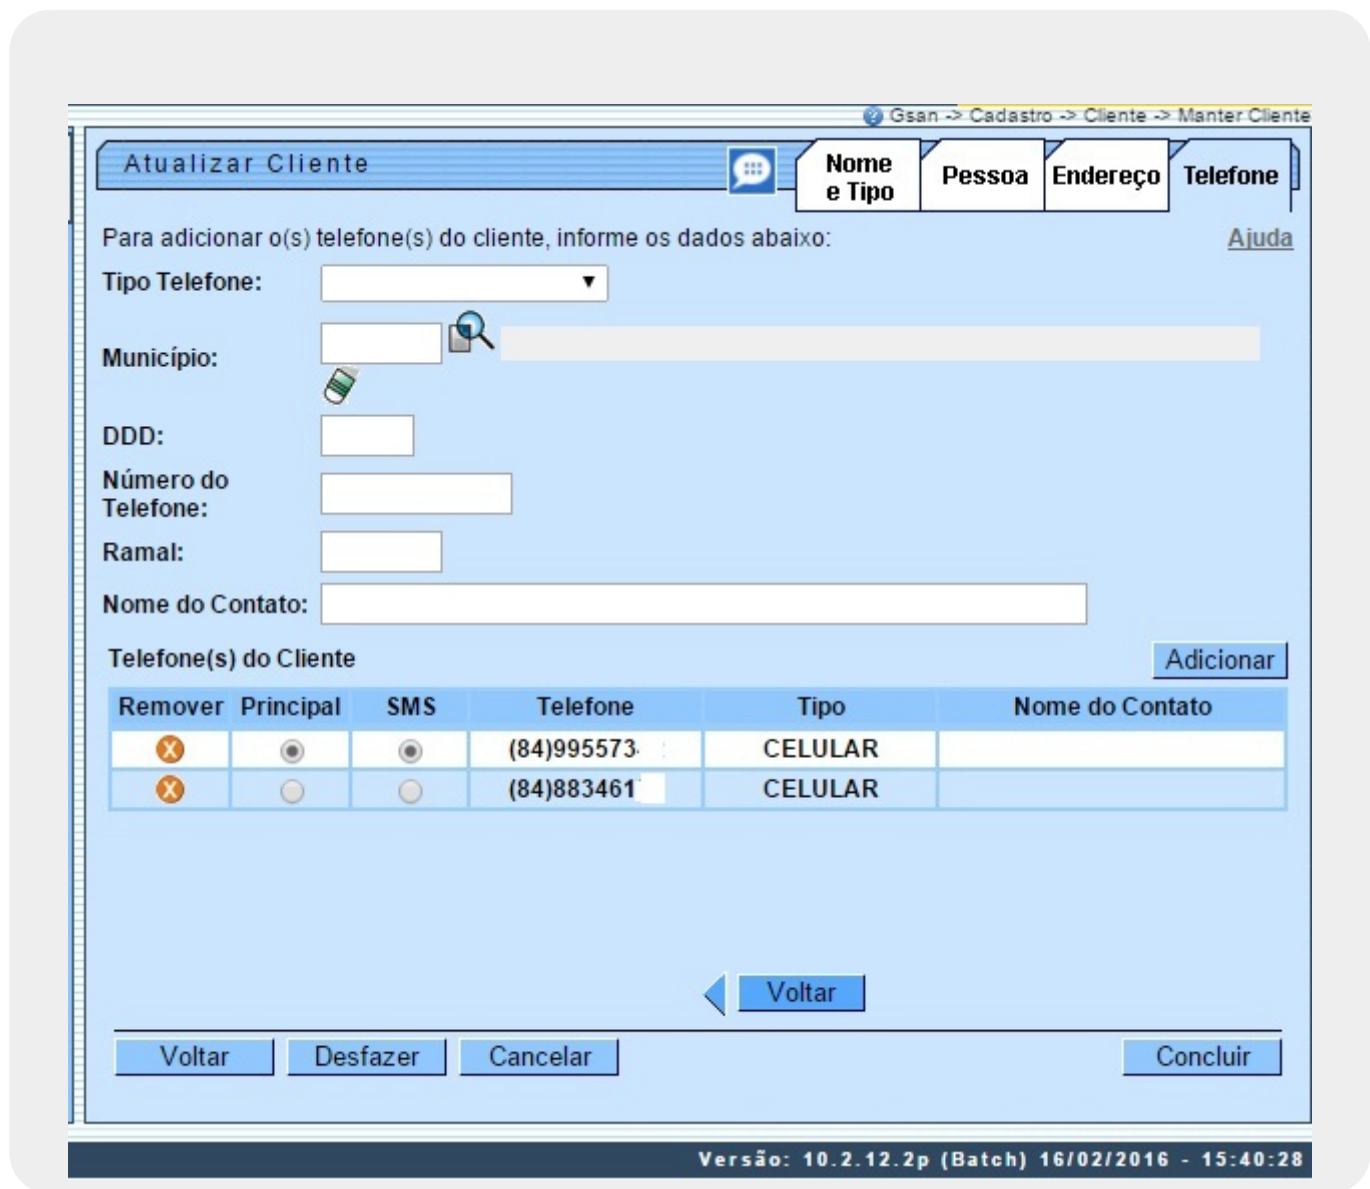 Gsan -> Cadastro -> Cliente -> Manter Cliente
Atualizar Cliente
Nome e Tipo
Pessoa
Endereço
Telefone
Para adicionar o(s) telefone(s) do cliente, informe os dados abaixo:
Ajuda
Tipo Telefone:
Município:
DDD:
Número do
Telefone:
Ramal:
Nome do Contato:
Telefone(s) do Cliente
Adicionar
Remover Principal SMS Telefone Tipo Nome do Contato
X (84)995573 CELULAR
X (84)883461 CELULAR
Voltar
Voltar Desfazer Cancelar Concluir
Versão: 10.2.12.2p (Batch) 16/02/2016 - 15:40:28